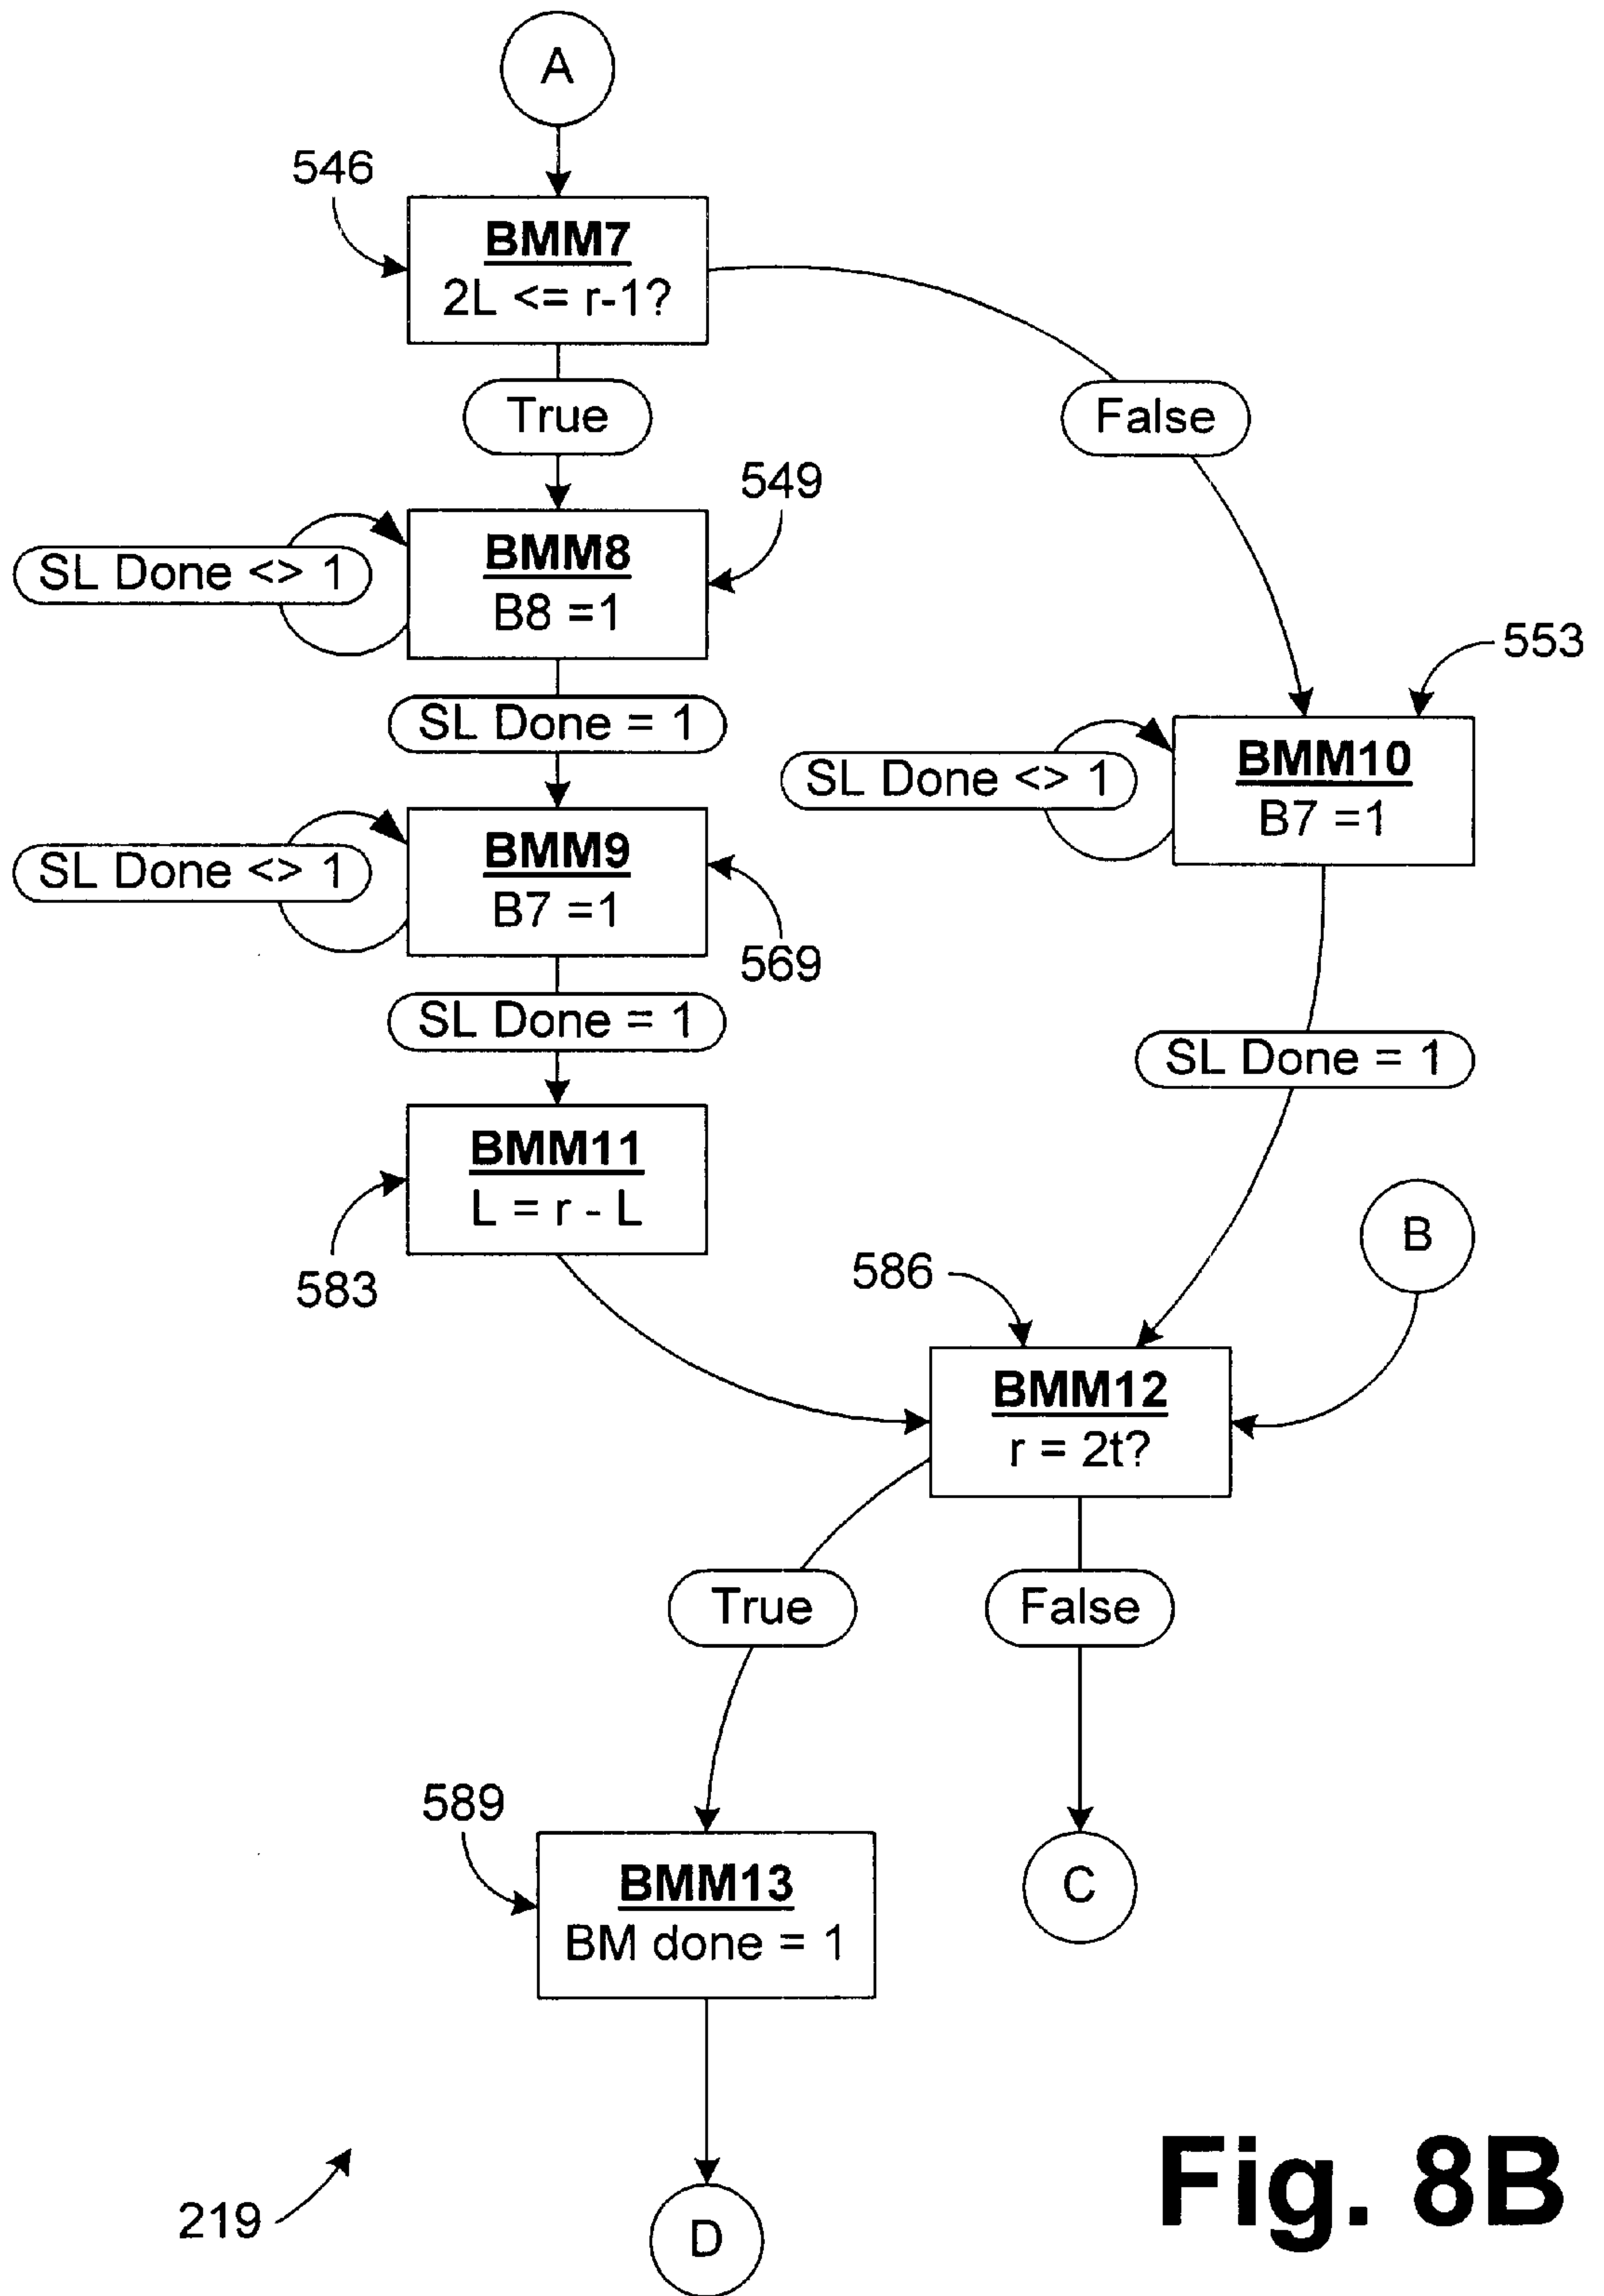 A
546
BMM7
2L <= r-1?
True
False
549
SL Done <> 1
BMM8
B8 =1
553
SL Done = 1
SL Done <> 1
BMM10
B7 =1
SL Done <> 1
BMM9
B7 =1
569
SL Done = 1
SL Done = 1
BMM11
L = r - L
583
586
B
BMM12
r = 2t?
True
False
589
BMM13
BM done = 1
C
219
D
Fig. 8B